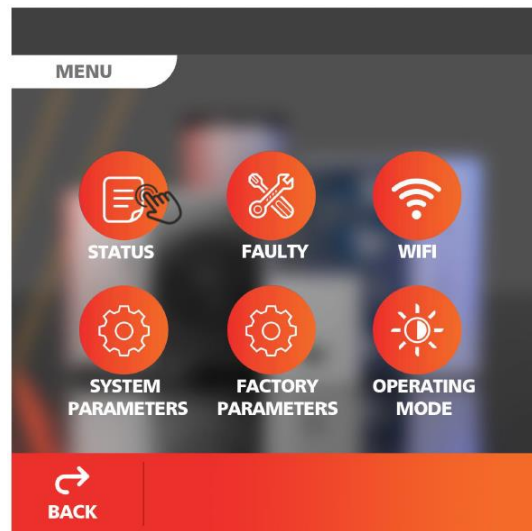 MENU
STATUS
FAULTY
WIFI
SYSTEM
PARAMETERS
FACTORY
PARAMETERS
OPERATING
MODE
BACK